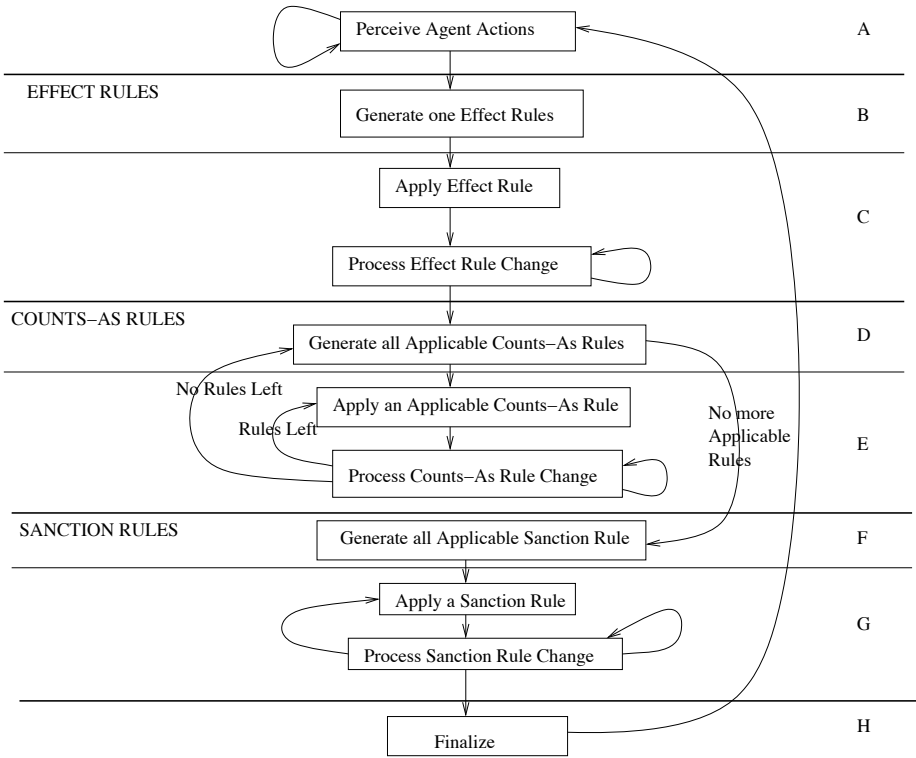 Perceive Agent Actions
A
EFFECT RULES
Generate one Effect Rules
B
Apply Effect Rule
C
Process Effect Rule Change
COUNTS–AS RULES
Generate all Applicable Counts–As Rules
D
No Rules Left
Apply an Applicable Counts–As Rule
Rules Left
No more
Applicable
Rules
E
Process Counts–As Rule Change
SANCTION RULES
Generate all Applicable Sanction Rule
F
Apply a Sanction Rule
G
Process Sanction Rule Change
H
Finalize